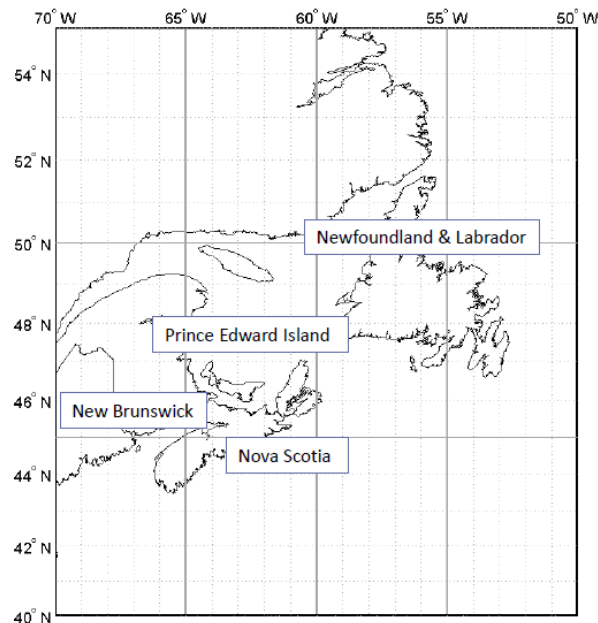 70° W 65° W 60° W 55° W 50° W
54° N
52° N
Newfoundland & Labrador
50° N
48° N
Prince Edward Island
46° N
New Brunswick
Nova Scotia
44° N
42° N
40° N